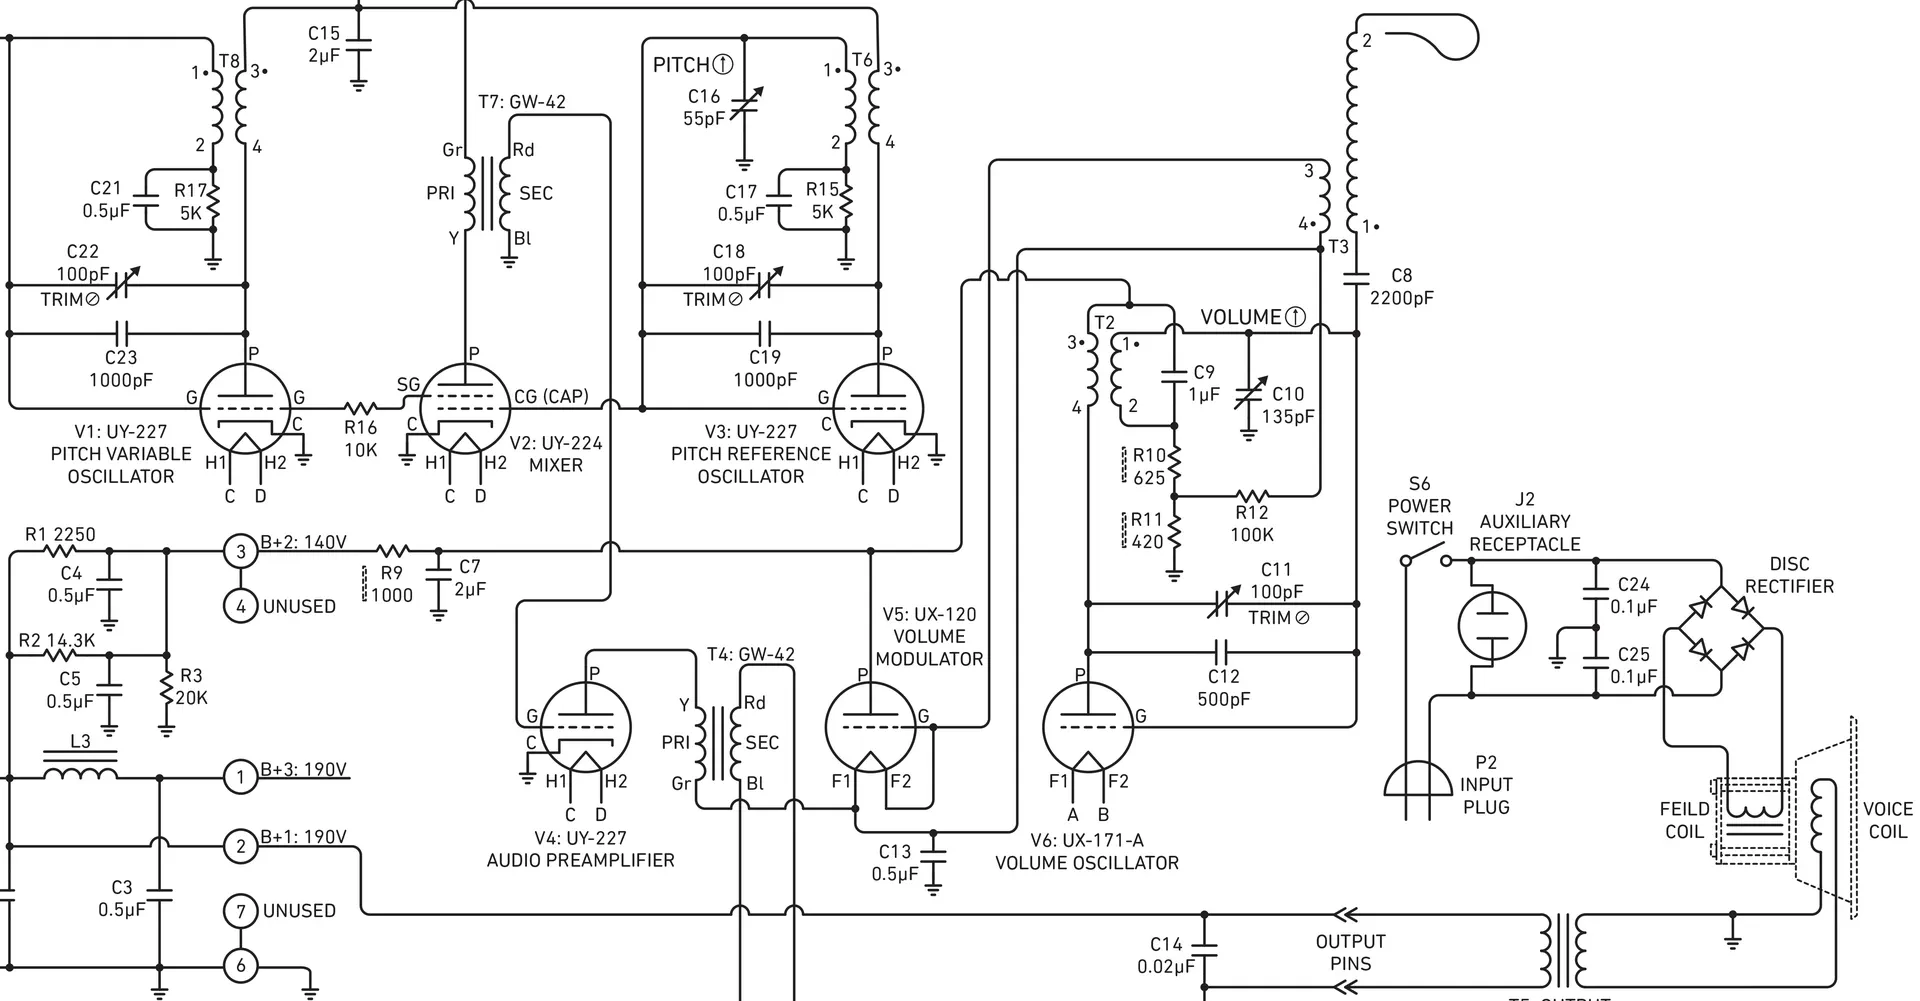 C15
2µF
T8
1•
3•
2
4
C21
0.5µF
R17
5K
C22
100pF
TRIM⊘
C23
1000pF
P
G
G
C
H1
H2
C
D
V1: UY-227
PITCH VARIABLE
OSCILLATOR
R16
10K
T7: GW-42
Gr
Rd
PRI
SEC
Y
Bl
P
SG
CG (CAP)
C
H1
H2
C
D
V2: UY-224
MIXER
PITCH
C16
55pF
T6
1•
3•
2
4
C17
0.5µF
R15
5K
C18
100pF
TRIM⊘
C19
1000pF
P
G
C
H1
H2
C
D
V3: UY-227
PITCH REFERENCE
OSCILLATOR
2
3
4•
1•
T3
C8
2200pF
VOLUME
T2
3•
1•
4
2
C9
1µF
C10
135pF
R10
625
R11
420
R12
100K
C11
100pF
TRIM⊘
C12
500pF
P
G
F1
F2
A
B
V6: UX-171-A
VOLUME OSCILLATOR
R1 2250
C4
0.5µF
3
B+2: 140V
4
UNUSED
R9
1000
C7
2µF
R2 14.3K
C5
0.5µF
R3
20K
L3
1
B+3: 190V
2
B+1: 190V
C3
0.5µF
7
UNUSED
6
P
G
C
H1
H2
C
D
V4: UY-227
AUDIO PREAMPLIFIER
T4: GW-42
Y
Rd
PRI
SEC
Gr
Bl
V5: UX-120
VOLUME
MODULATOR
P
G
F1
F2
C13
0.5µF
S6
POWER
SWITCH
J2
AUXILIARY
RECEPTACLE
DISC
RECTIFIER
C24
0.1µF
C25
0.1µF
P2
INPUT
PLUG
FEILD
COIL
VOICE
COIL
C14
0.02µF
OUTPUT
PINS
T5: OUTPUT